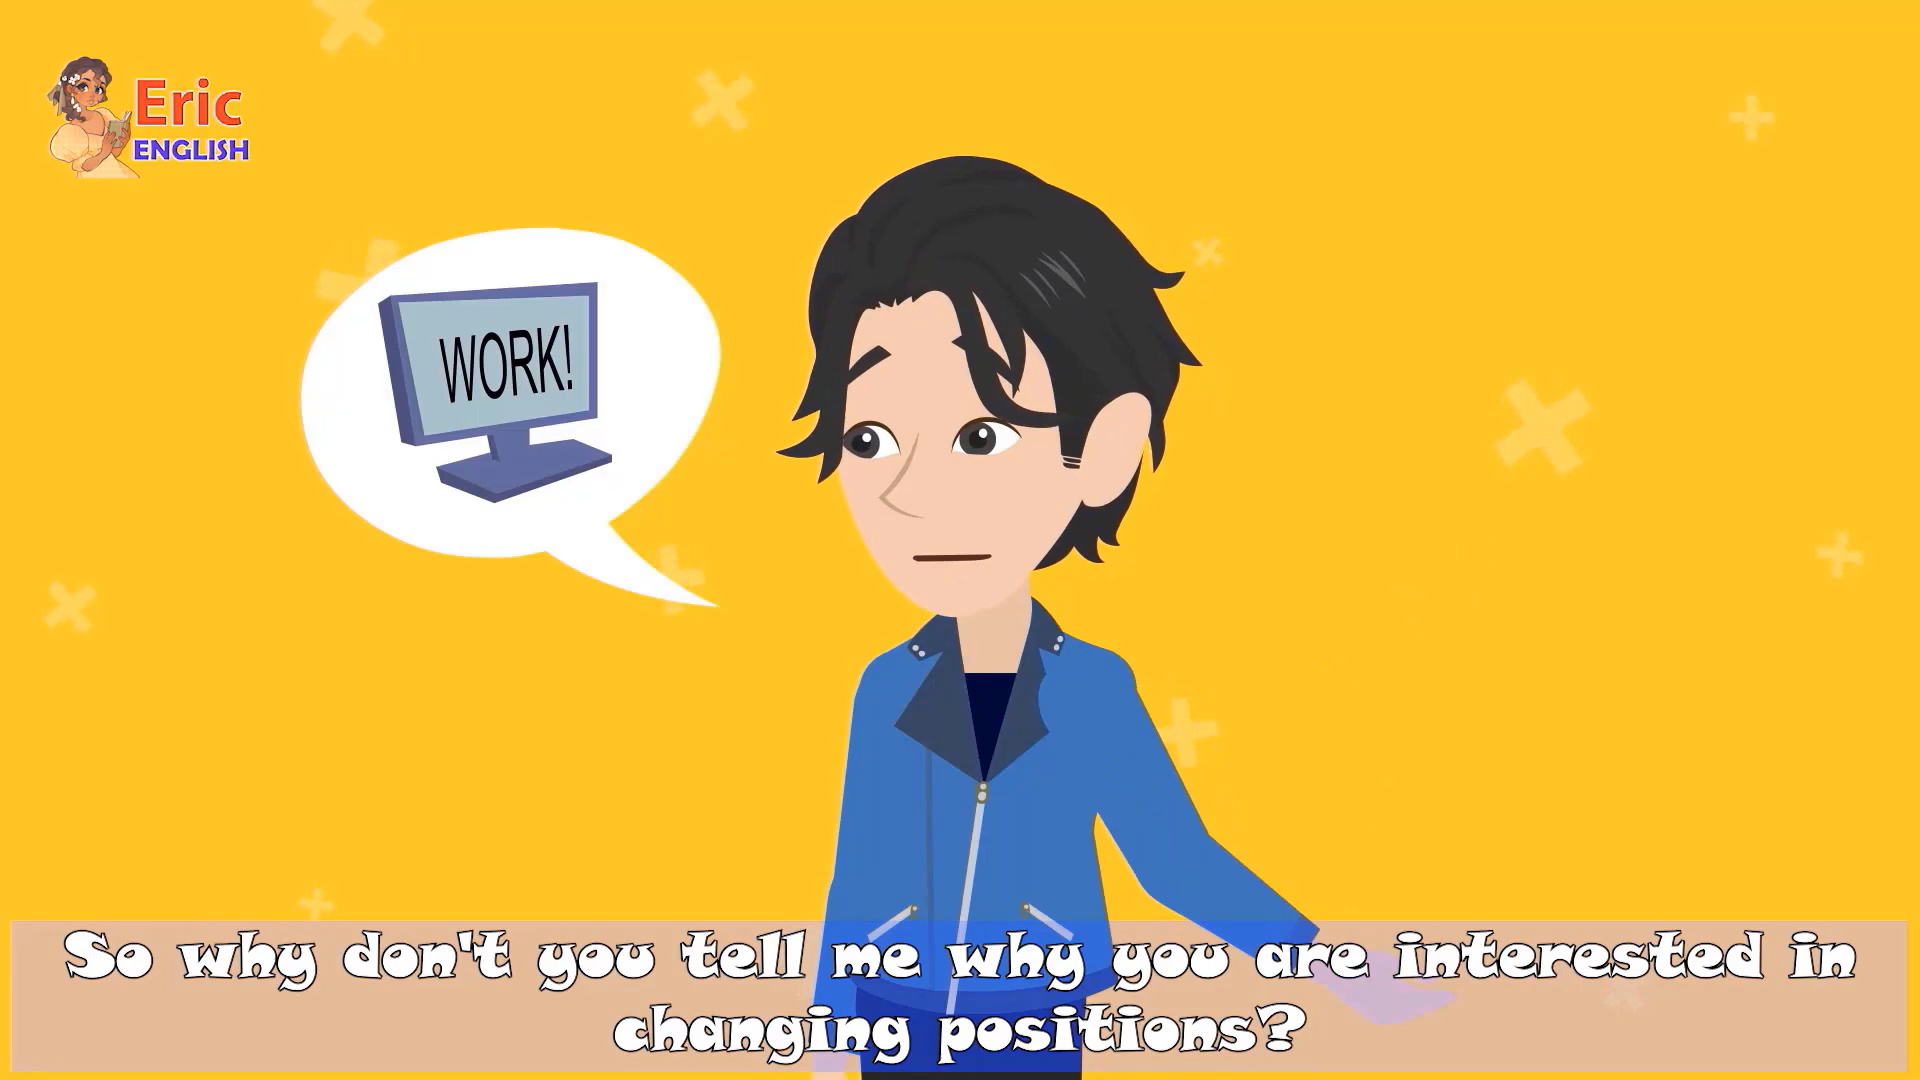 Eric
ENGLISH
WORK!
So why don't you tell me why you are interested in
changing positions?